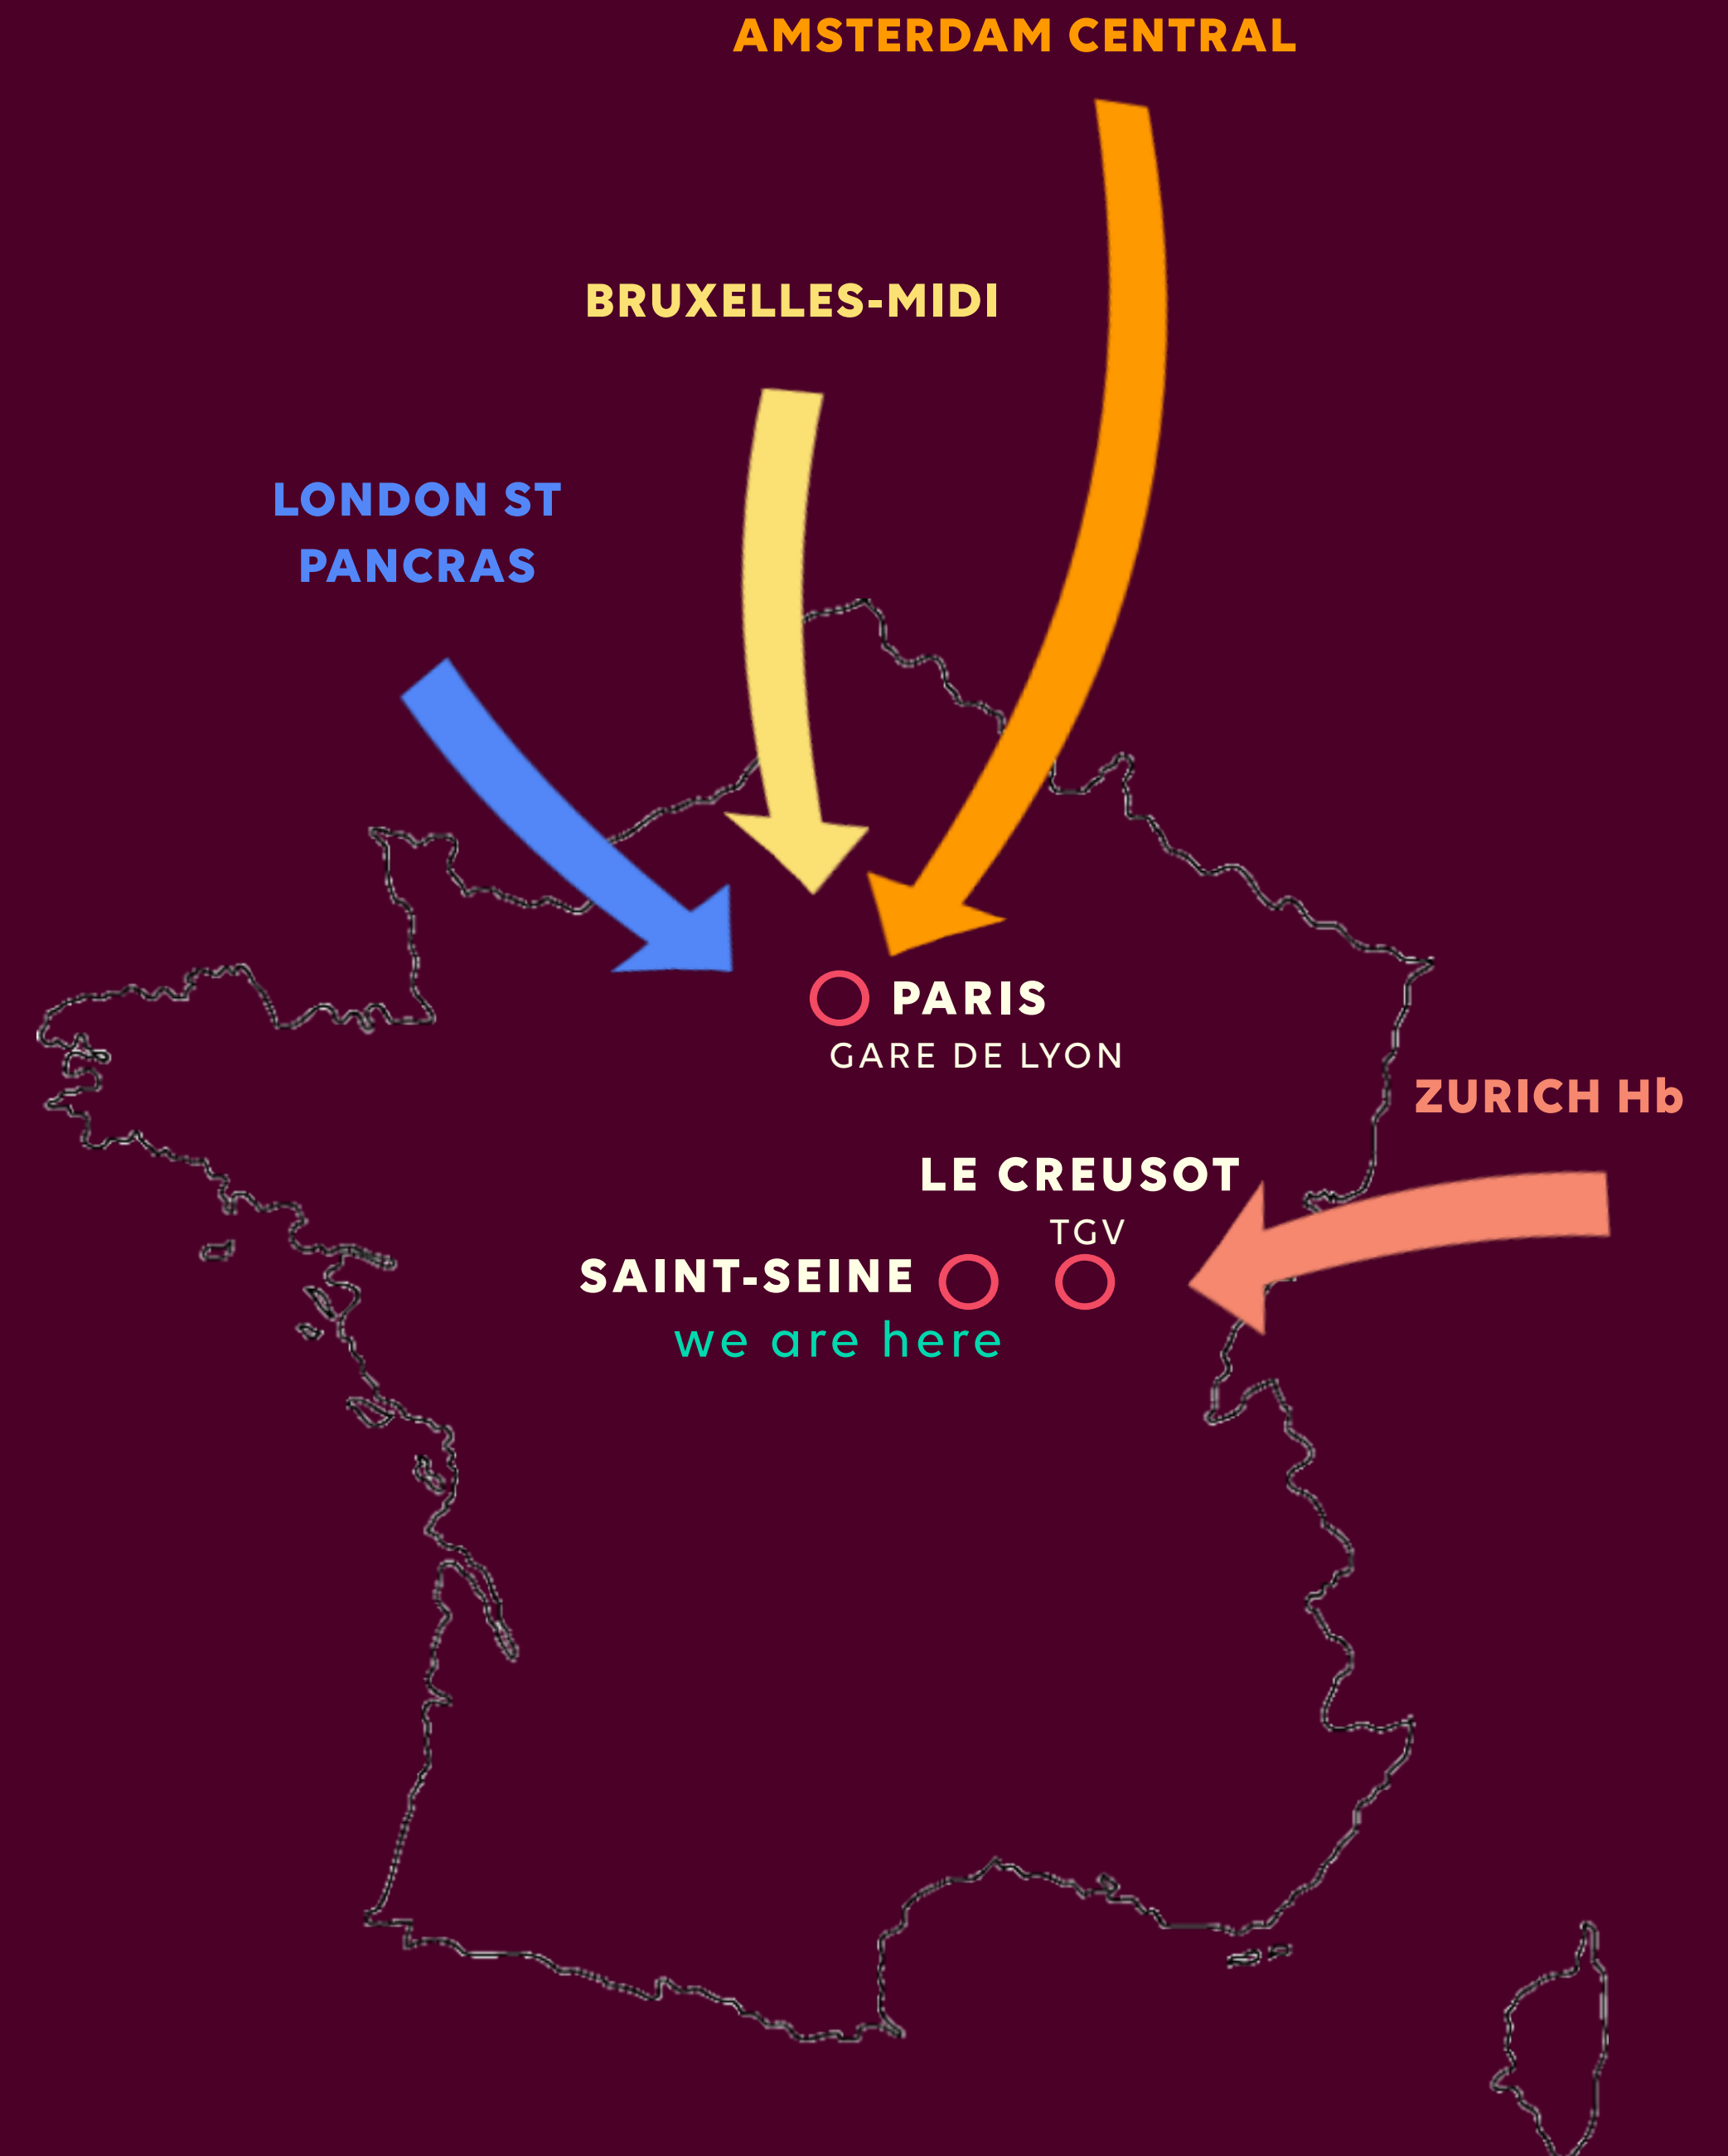 AMSTERDAM CENTRAL
BRUXELLES-MIDI
LONDON ST
PANCRAS
PARIS
GARE DE LYON
ZURICH Hb
LE CREUSOT
TGV
SAINT-SEINE
we are here